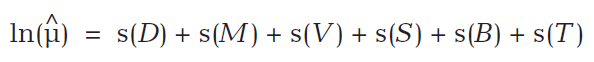 ln(μ̂) = s(D) + s(M) + s(V) + s(S) + s(B) + s(T)